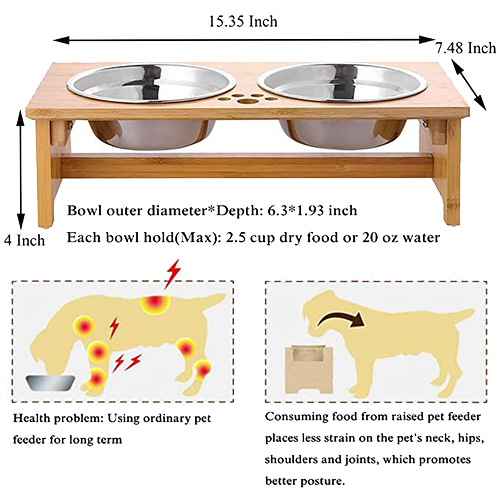 15.35 Inch
7.48 Inch
4 Inch
Bowl outer diameter*Depth: 6.3*1.93 inch
Each bowl hold(Max): 2.5 cup dry food or 20 oz water
Health problem: Using ordinary pet
feeder for long term
Consuming food from raised pet feeder
places less strain on the pet's neck, hips,
shoulders and joints, which promotes
better posture.